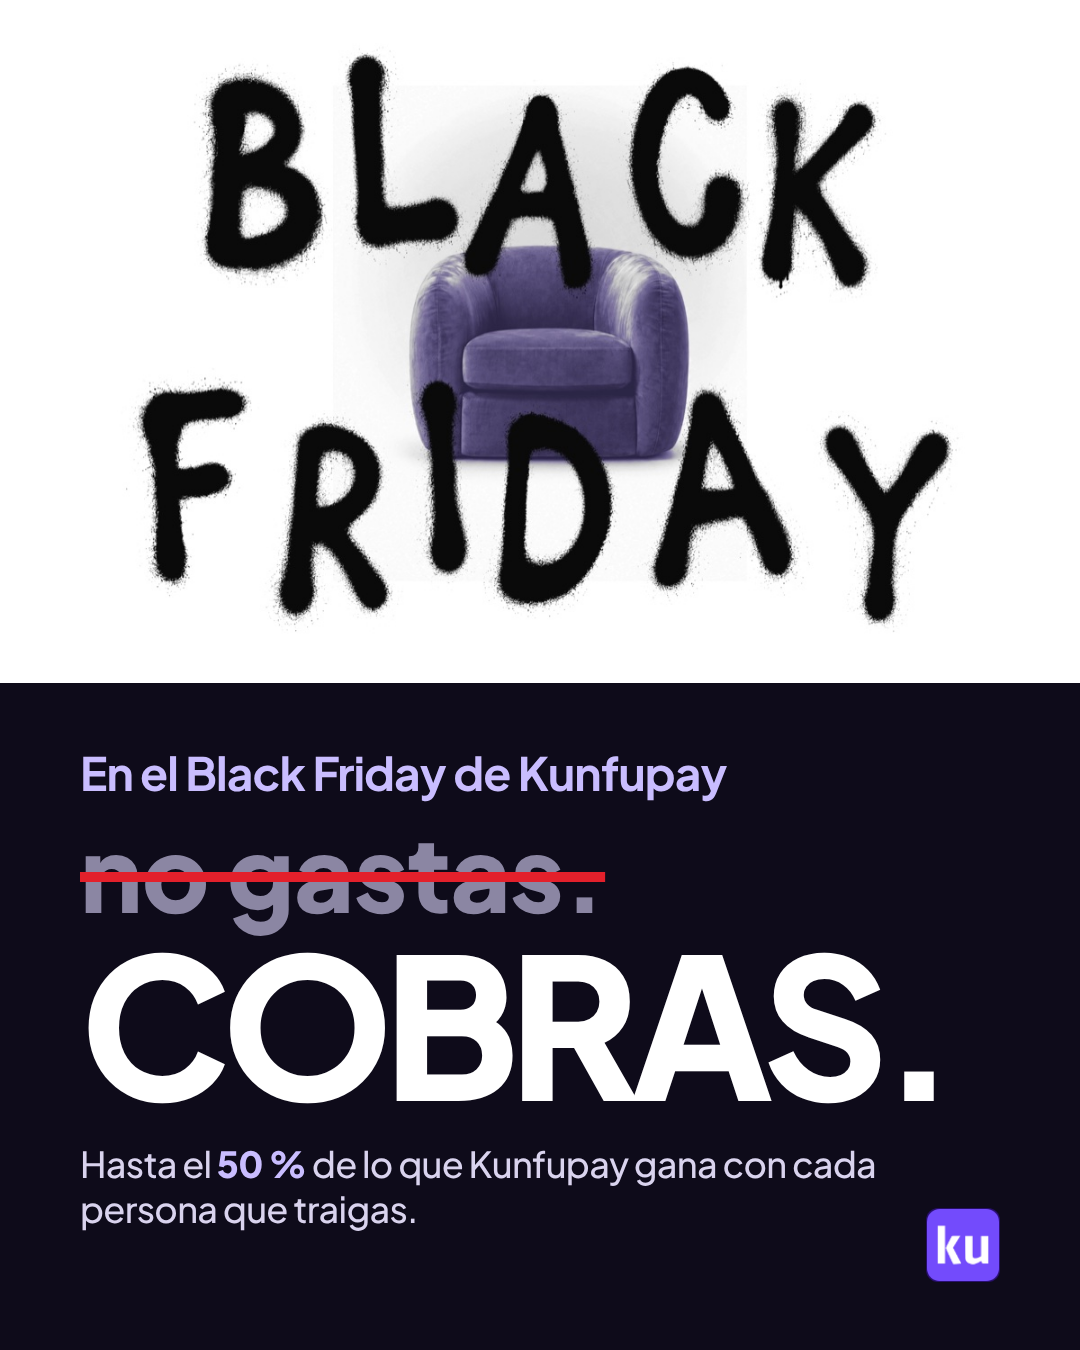 BLACK
FRIDAY
En el Black Friday de Kunfupay
no gastas.
COBRAS.
Hasta el 50 % de lo que Kunfupay gana con cada
persona que traigas.
ku